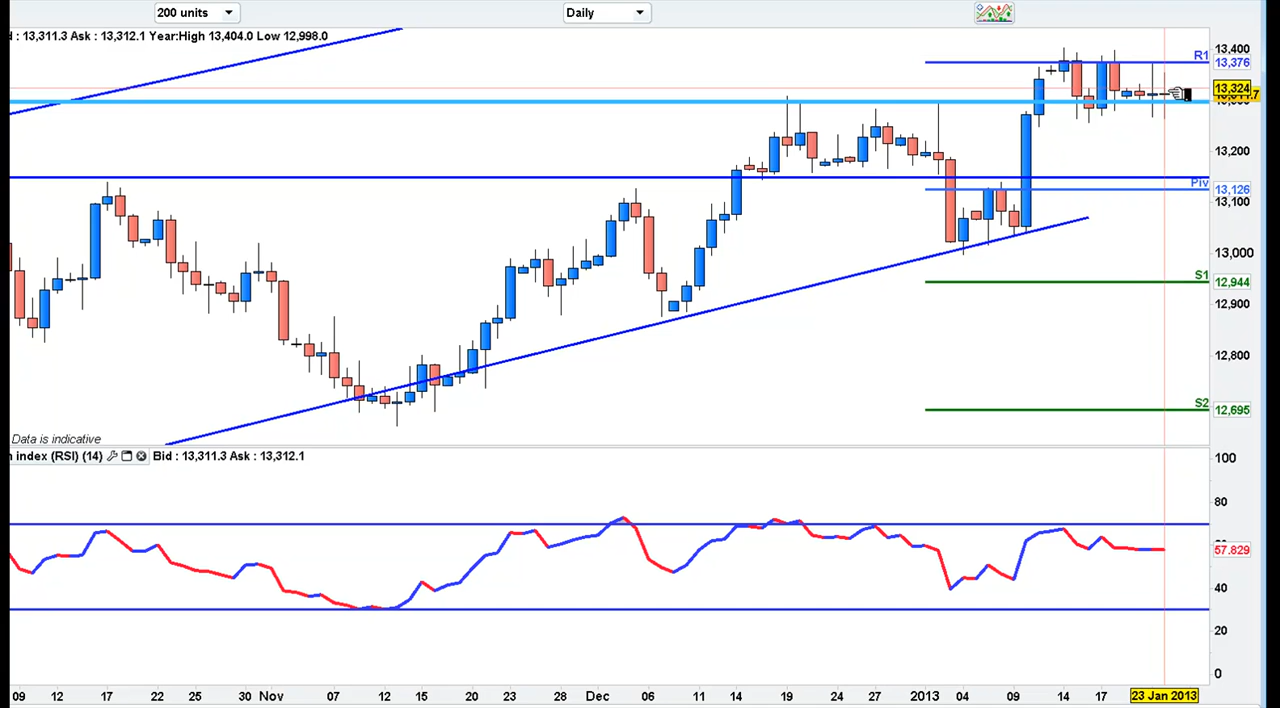 200 units
Daily
: 13,311.3 Ask : 13,312.1 Year:High 13,404.0 Low 12,998.0
13,400
R1
13,376
13,324
13,200
Piv
13,126
13,100
13,000
S1
12,944
12,900
12,800
S2
12,695
Data is indicative
index (RSI) (14) Bid : 13,311.3 Ask : 13,312.1
100
80
57.829
40
20
0
09 12 17 22 25 30 Nov 07 12 15 20 23 28 Dec 06 11 14 19 24 27 2013 04 09 14 17 23 Jan 2013